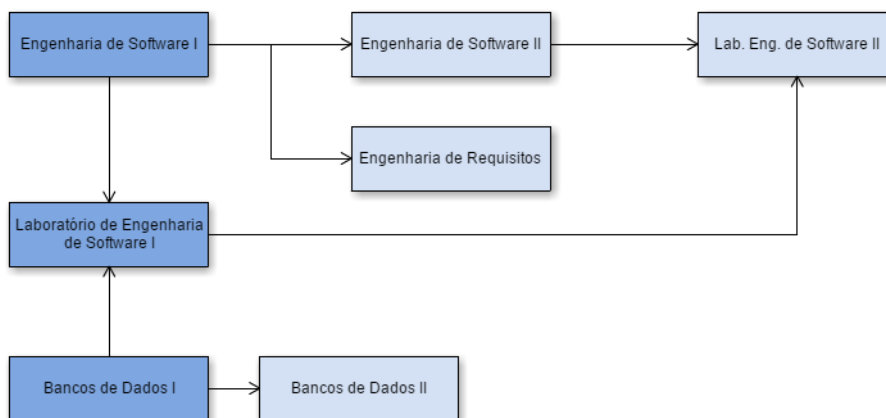 Engenharia de Software I
Engenharia de Software II
Lab. Eng. de Software II
Engenharia de Requisitos
Laboratório de Engenharia
de Software I
Bancos de Dados I
Bancos de Dados II